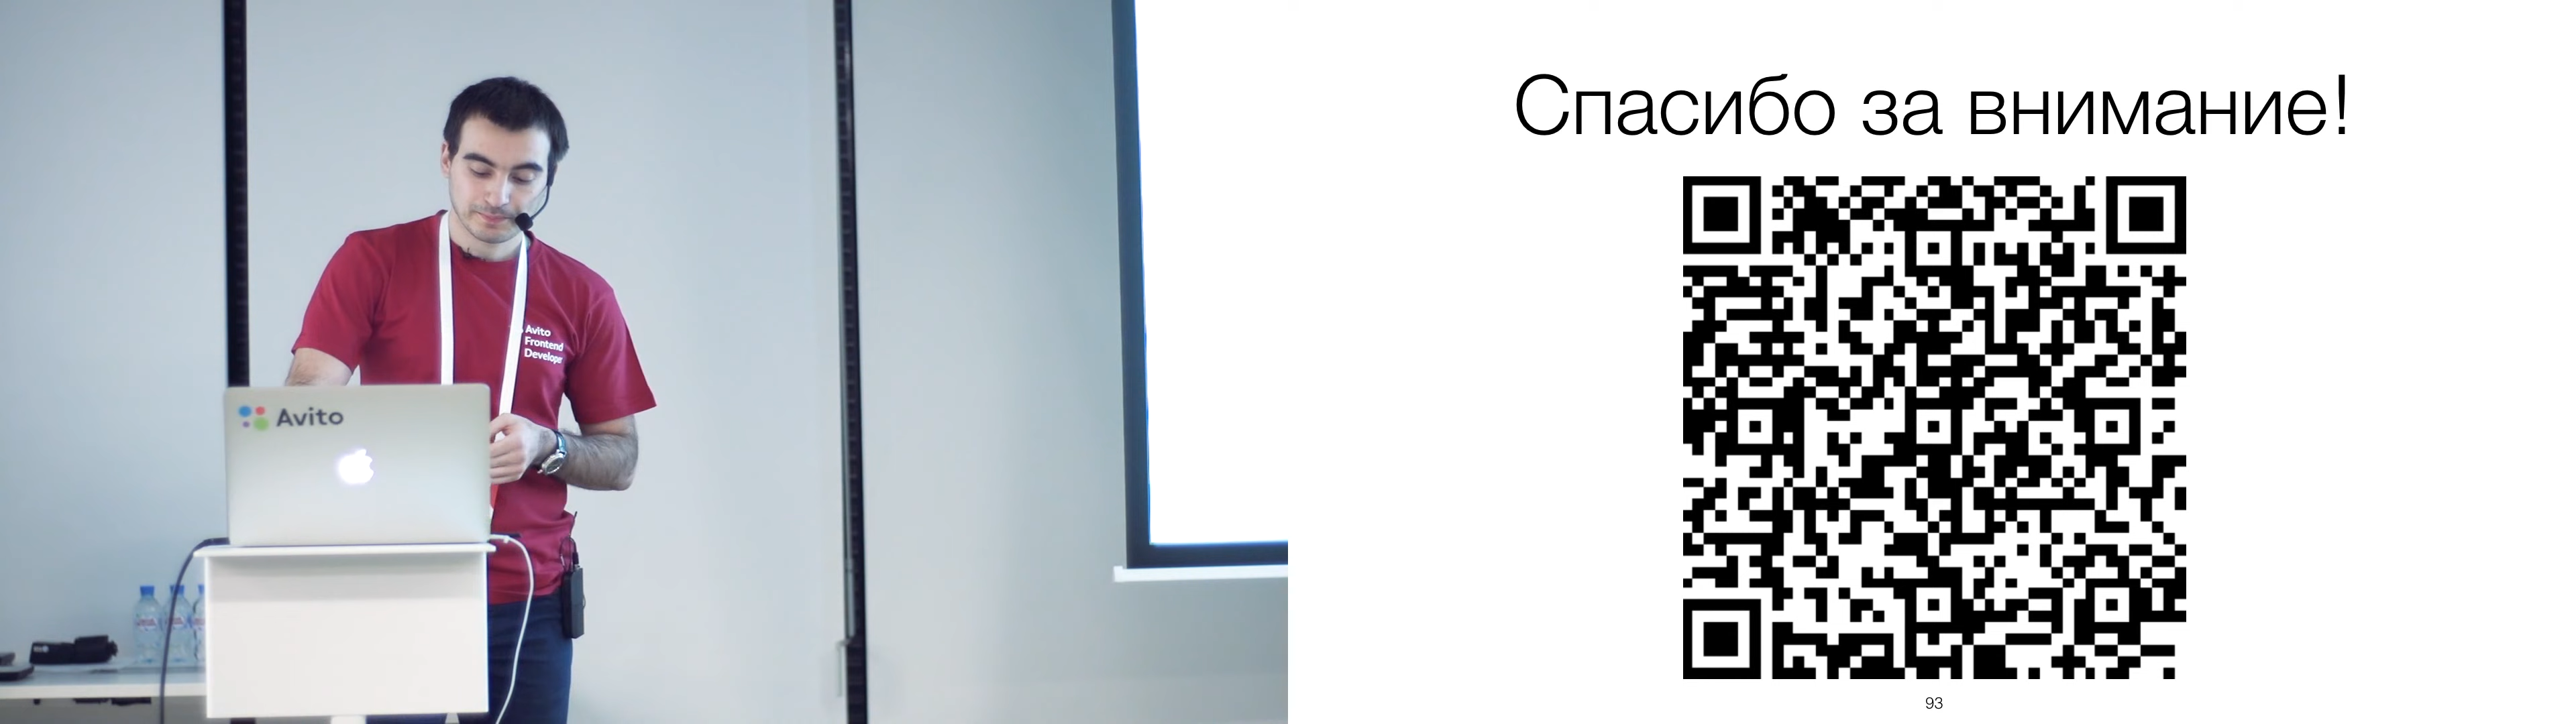 Avito
Frontend
Developer
Avito
Спасибо за внимание!
93